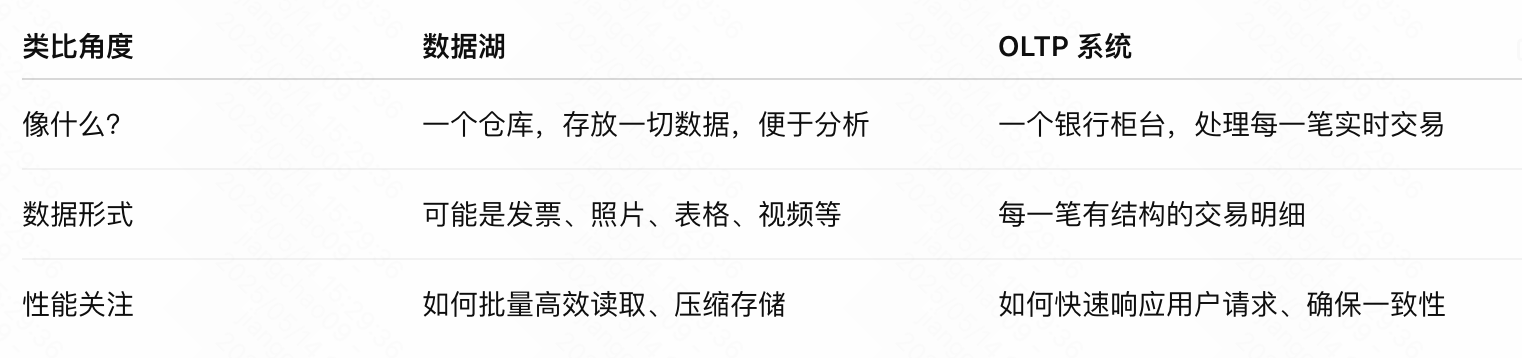 类比角度 数据湖 OLTP 系统
像什么？ 一个仓库，存放一切数据，便于分析 一个银行柜台，处理每一笔实时交易
数据形式 可能是发票、照片、表格、视频等 每一笔有结构的交易明细
性能关注 如何批量高效读取、压缩存储 如何快速响应用户请求、确保一致性